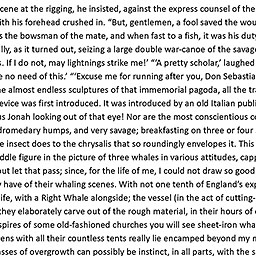 cene at the rigging, he insisted, against the express counsel of the
ith his forehead crushed in. “But, gentlemen, a fool saved the wou
s the bowsman of the mate, and when fast to a fish, it was his dut
lly, as it turned out, seizing a large double war-canoe of the savage
s. If I do not, may lightnings strike me!’ “‘A pretty scholar,’ laughed
e no need of this.’ “‘Excuse me for running after you, Don Sebastia
ne almost endless sculptures of that immemorial pagoda, all the tra
evice was first introduced. It was introduced by an old Italian publi
us Jonah looking out of that eye! Nor are the most conscientious co
dromedary humps, and very savage; breakfasting on three or four
e insect does to the chrysalis that so roundingly envelopes it. This
ddle figure in the picture of three whales in various attitudes, capp
out let that pass; since, for the life of me, I could not draw so good
y have of their whaling scenes. With not one tenth of England’s exp
life, with a Right Whale alongside; the vessel (in the act of cutting-
they elaborately carve out of the rough material, in their hours of
spires of some old-fashioned churches you will see sheet-iron wha
ens with all their countless tents really lie encamped beyond my m
asses of overgrowth can possibly be instinct, in all parts, with the s